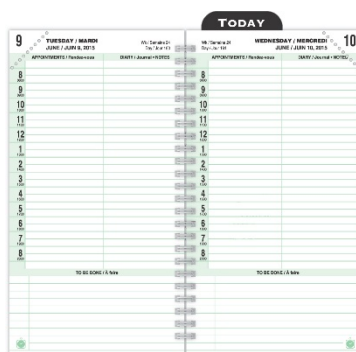 TODAY
9
TUESDAY / MARDI
JUNE / JUIN 9, 2015
APPOINTMENTS / Rendez-vous
DIARY / Journal • NOTES
8
9
10
11
12
1
2
3
4
5
6
7
8
TO BE DONE / À faire
WEDNESDAY / MERCREDI
JUNE / JUIN 10, 2015
10
APPOINTMENTS / Rendez-vous
DIARY / Journal • NOTES
8
9
10
11
12
1
2
3
4
5
6
7
8
TO BE DONE / À faire